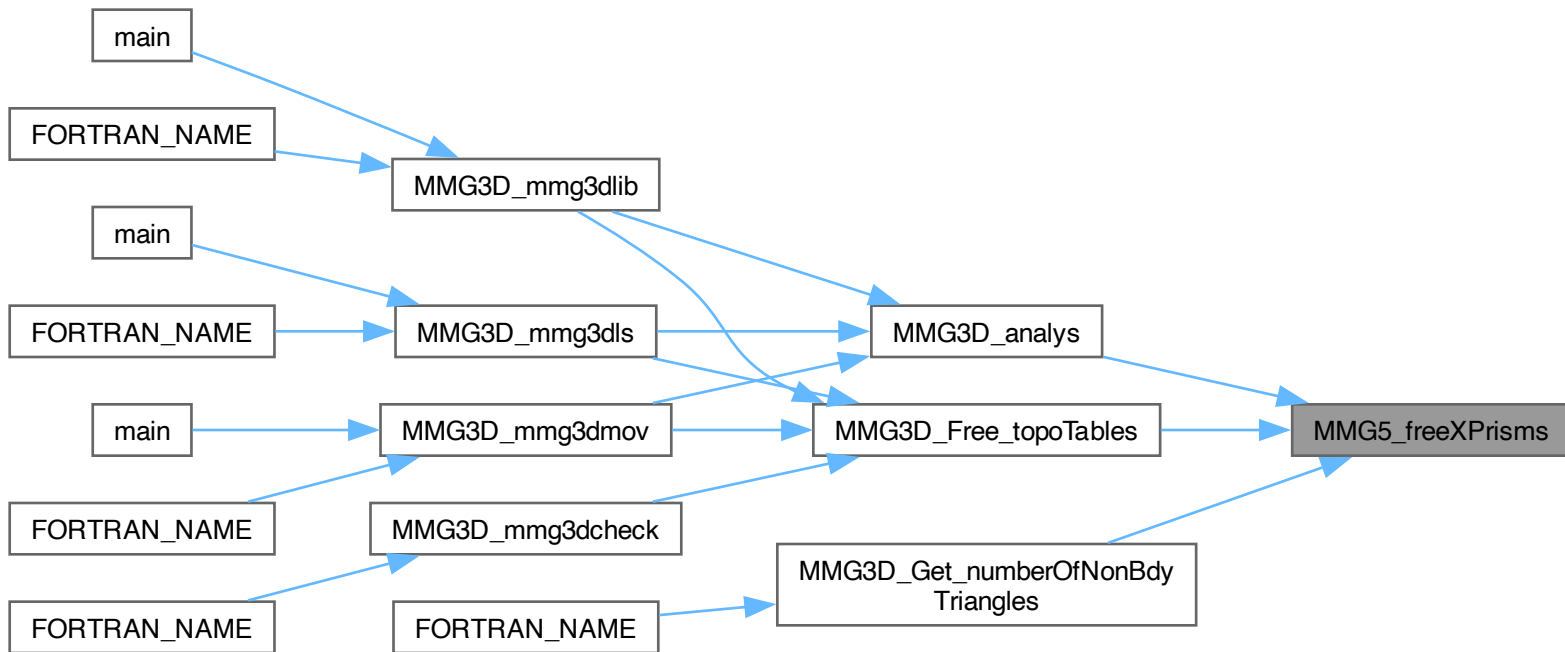 main
FORTRAN_NAME
MMG3D_mmg3dlib
main
FORTRAN_NAME
MMG3D_mmg3dls
MMG3D_analys
main
MMG3D_mmg3dmov
MMG3D_Free_topoTables
MMG5_freeXPrisms
FORTRAN_NAME
MMG3D_mmg3dcheck
MMG3D_Get_numberOfNonBdy
Triangles
FORTRAN_NAME
FORTRAN_NAME